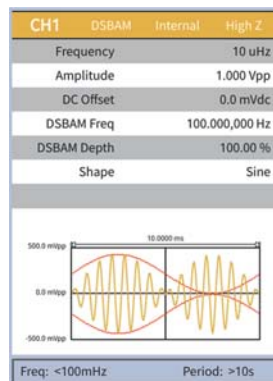 CH1 DSBAM Internal High Z
Frequency 10 uHz
Amplitude 1.000 Vpp
DC Offset 0.0 mVdc
DSBAM Freq 100.000,000 Hz
DSBAM Depth 100.00 %
Shape Sine
10.0000 ms
500.0 mVpp
0.0 mVpp
-500.0 mVpp
Freq: <100mHz Period: >10s